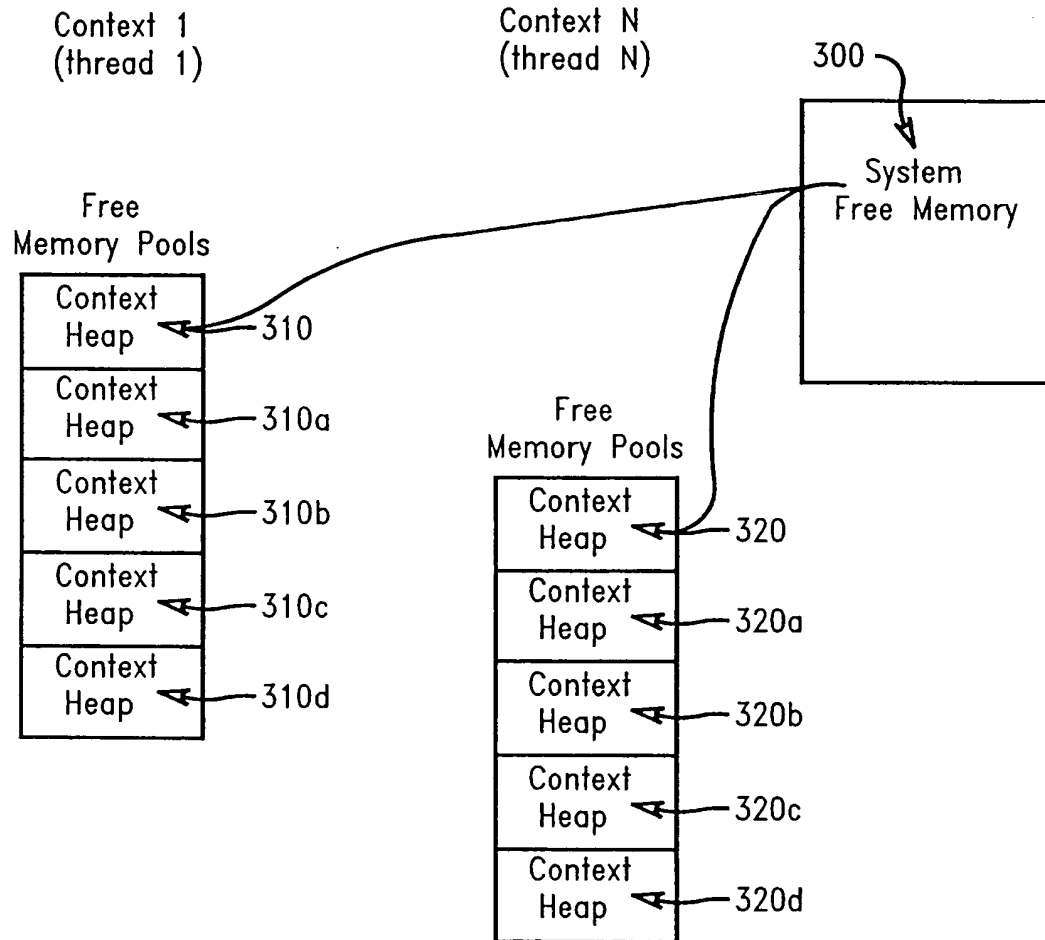 Context 1
(thread 1)
Context N
(thread N)
300
System
Free Memory
Free
Memory Pools
Context
Heap
310
Context
Heap
310a
Context
Heap
310b
Context
Heap
310c
Context
Heap
310d
Free
Memory Pools
Context
Heap
320
Context
Heap
320a
Context
Heap
320b
Context
Heap
320c
Context
Heap
320d